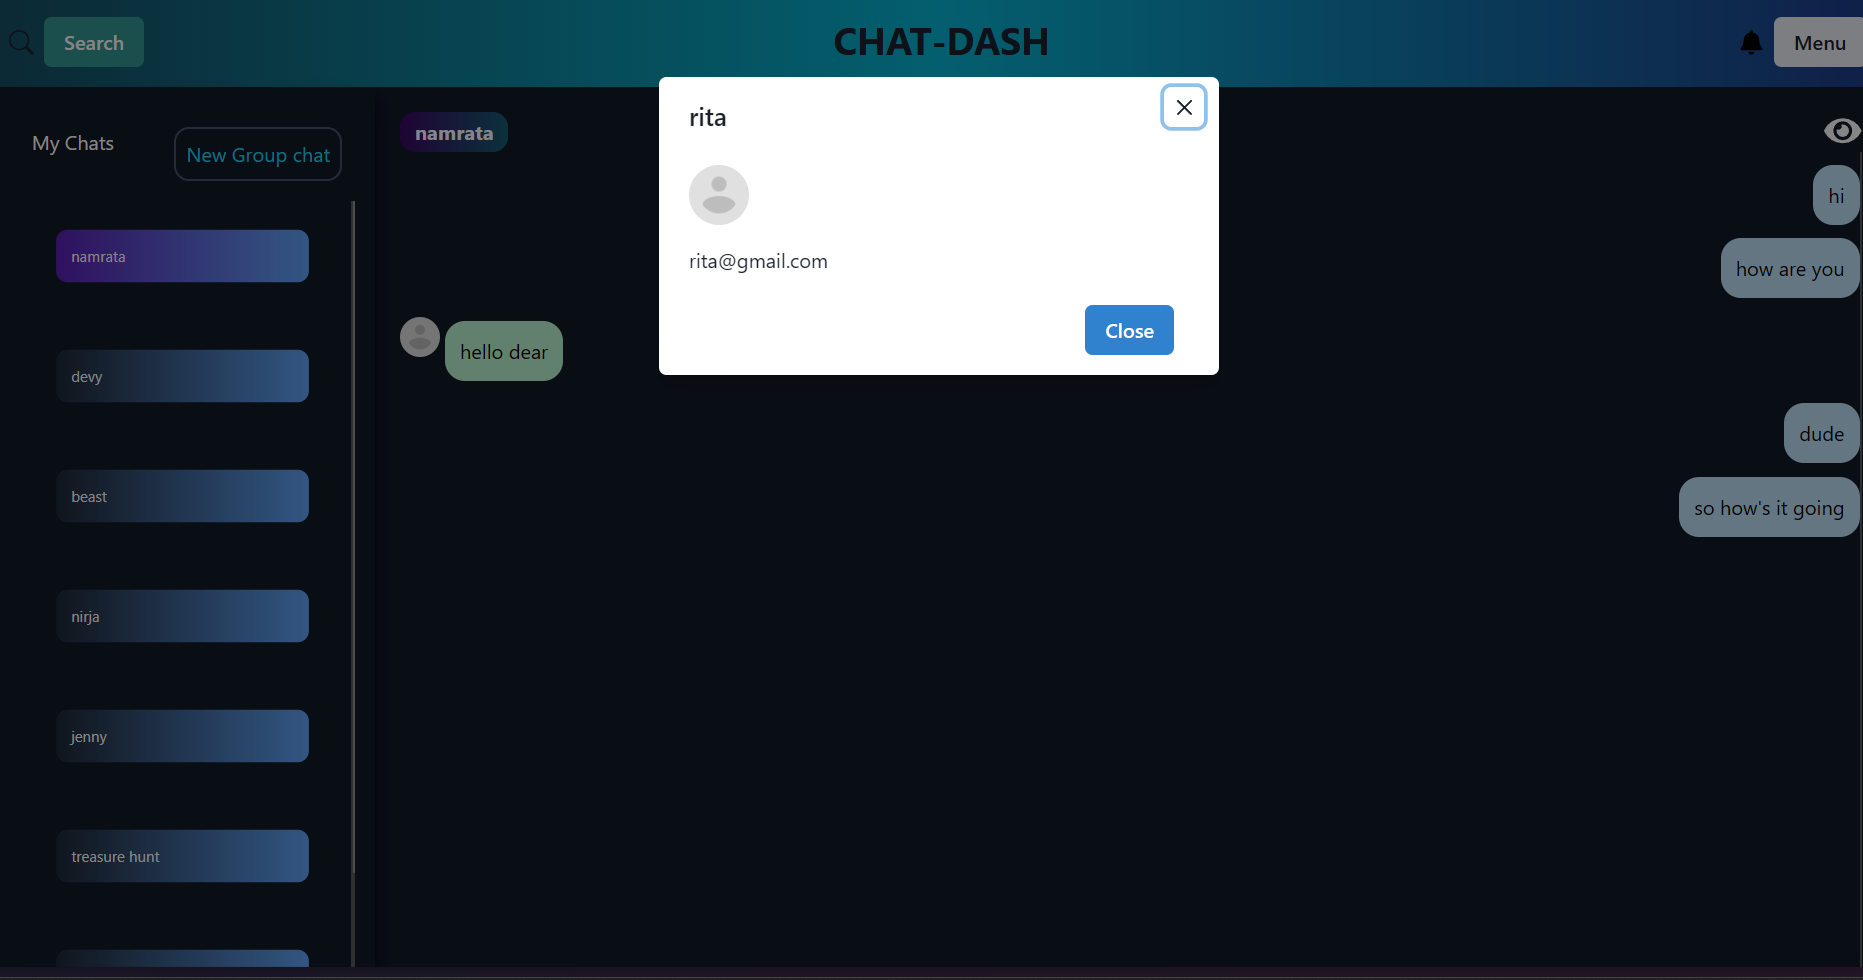 Search
CHAT-DASH
Menu
My Chats
New Group chat
namrata
devy
beast
nirja
jenny
treasure hunt
namrata
hi
how are you
hello dear
dude
so how's it going
rita
rita@gmail.com
Close